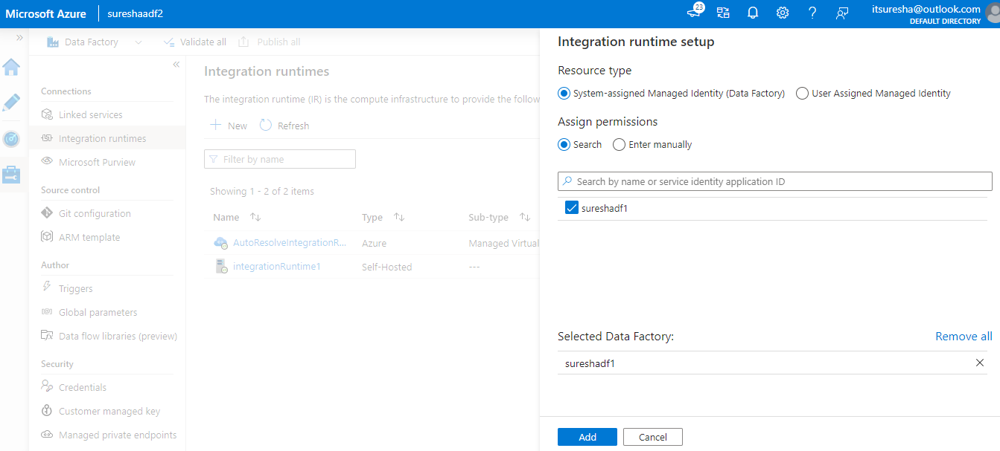 Microsoft Azure
sureshaadf2
23
itsuresha@outlook.com
DEFAULT DIRECTORY
Data Factory
Validate all
Publish all
Connections
Linked services
Integration runtimes
Microsoft Purview
Source control
Git configuration
ARM template
Author
Triggers
Global parameters
Data flow libraries (preview)
Security
Credentials
Customer managed key
Managed private endpoints
Integration runtimes
The integration runtime (IR) is the compute infrastructure to provide the follow
New Refresh
Filter by name
Showing 1 - 2 of 2 items
Name Type Sub-type
AutoResolveIntegrationR... Azure Managed Virtual
integrationRuntime1 Self-Hosted ---
Integration runtime setup
Resource type
System-assigned Managed Identity (Data Factory) User Assigned Managed Identity
Assign permissions
Search Enter manually
Search by name or service identity application ID
sureshadf1
Selected Data Factory: Remove all
sureshadf1
Add Cancel